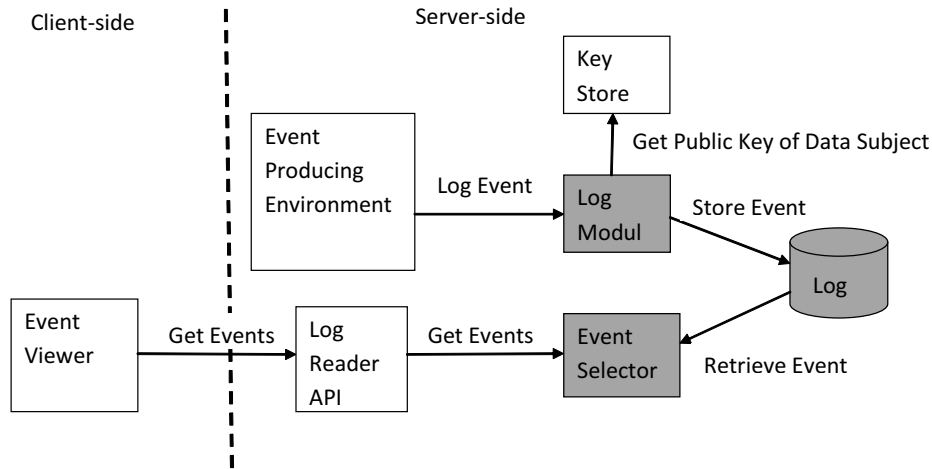 Client-side
Server-side
Key
Store
Get Public Key of Data Subject
Event
Producing
Environment
Log Event
Log
Modul
Store Event
Log
Event
Viewer
Get Events
Log
Reader
API
Get Events
Event
Selector
Retrieve Event